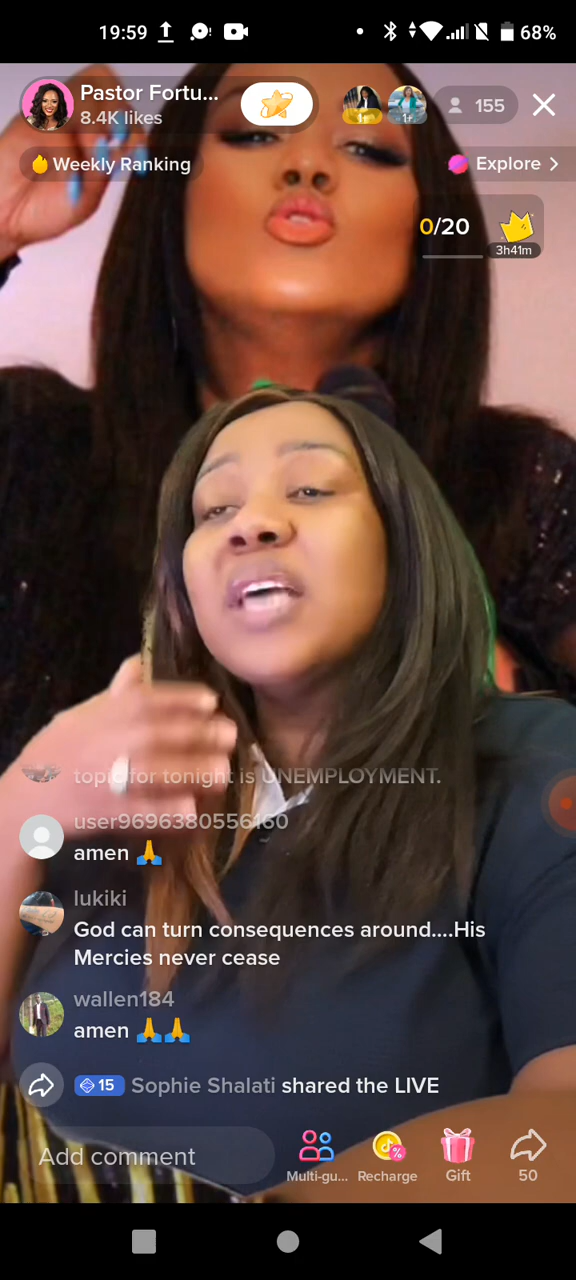 19:59
68%
Pastor Fortu...
8.4K likes
1+
1+
155
Weekly Ranking
Explore >
0/20
3h41m
topic for tonight is UNEMPLOYMENT.
user9696380556160
amen 🙏
lukiki
God can turn consequences around....His
Mercies never cease
wallen184
amen 🙏🙏
15 Sophie Shalati shared the LIVE
Add comment
Multi-gu...
Recharge
Gift
50